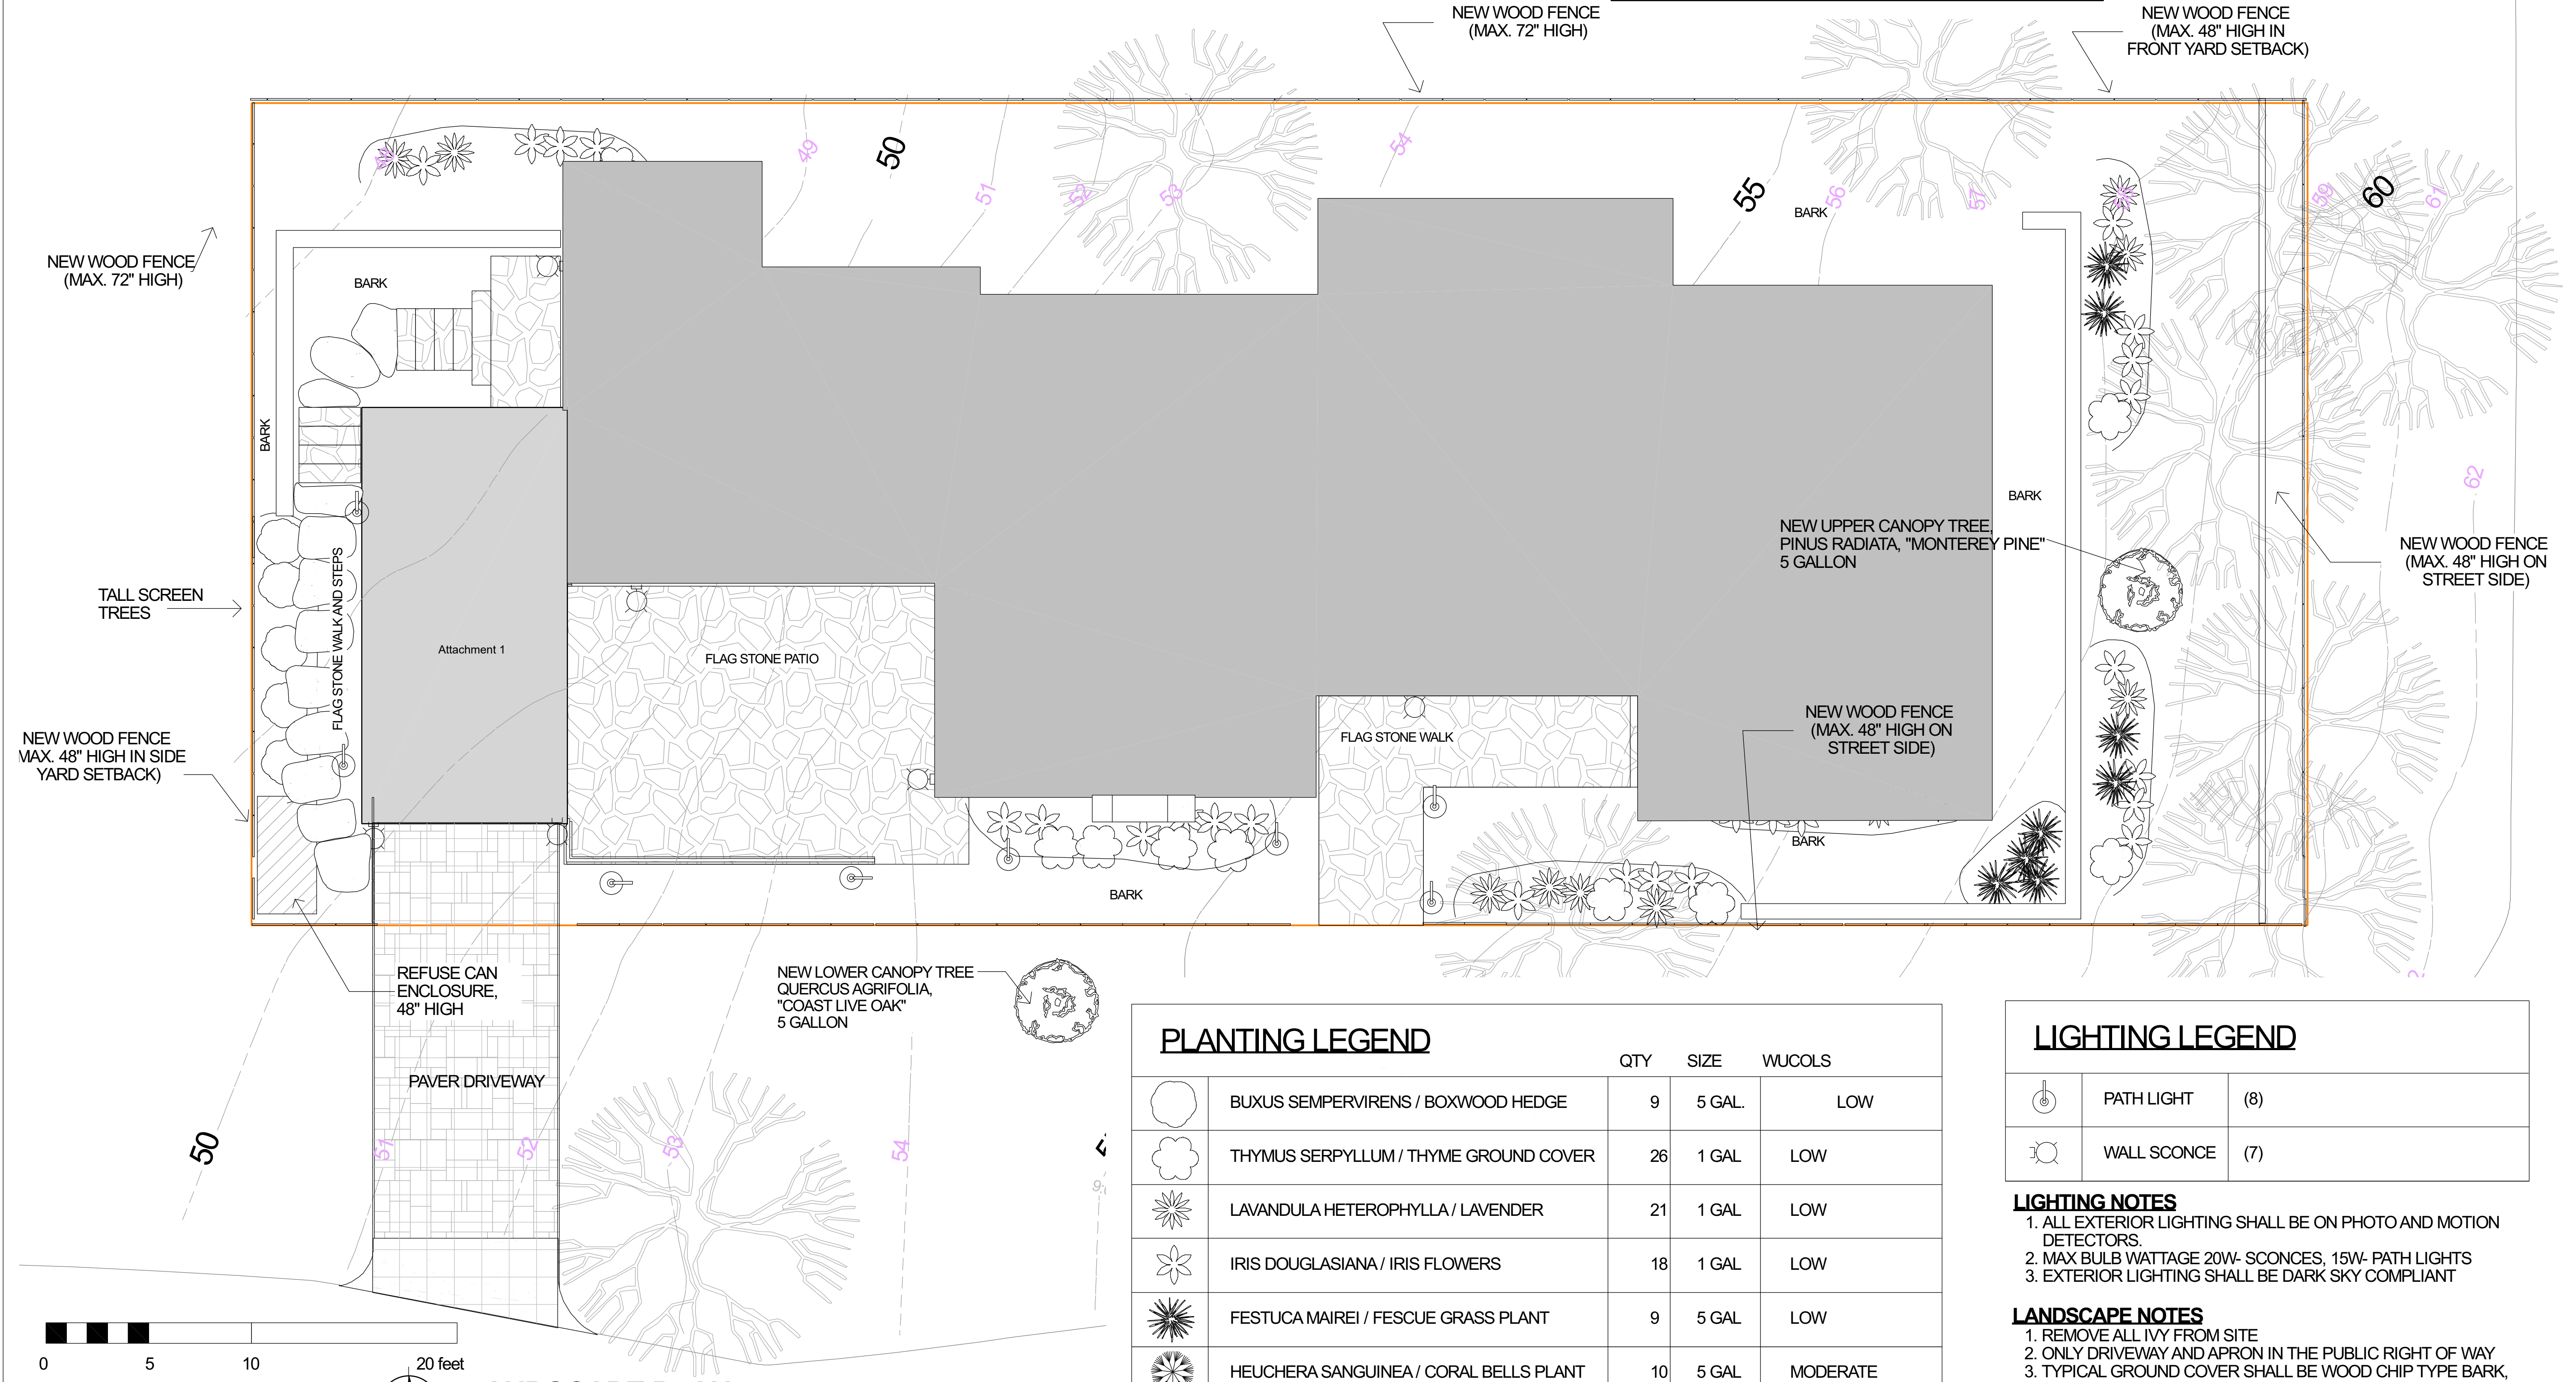 NEW WOOD FENCE
(MAX. 72" HIGH)
NEW WOOD FENCE
(MAX. 48" HIGH IN
FRONT YARD SETBACK)
49
50
51
52
53
54
55
56
57
59
60
61
62
NEW WOOD FENCE
(MAX. 72" HIGH)
BARK
BARK
BARK
BARK
FLAG STONE WALK AND STEPS
TALL SCREEN
TREES
Attachment 1
FLAG STONE PATIO
NEW UPPER CANOPY TREE,
PINUS RADIATA, "MONTEREY PINE"
5 GALLON
NEW WOOD FENCE
(MAX. 48" HIGH ON
STREET SIDE)
NEW WOOD FENCE
MAX. 48" HIGH IN SIDE
YARD SETBACK)
FLAG STONE WALK
NEW WOOD FENCE
(MAX. 48" HIGH ON
STREET SIDE)
BARK
BARK
REFUSE CAN
ENCLOSURE,
48" HIGH
NEW LOWER CANOPY TREE
QUERCUS AGRIFOLIA,
"COAST LIVE OAK"
5 GALLON
PAVER DRIVEWAY
50
51
52
53
54
0 5 10 20 feet
PLANTING LEGEND
QTY SIZE WUCOLS
BUXUS SEMPERVIRENS / BOXWOOD HEDGE 9 5 GAL. LOW
THYMUS SERPYLLUM / THYME GROUND COVER 26 1 GAL LOW
LAVANDULA HETEROPHYLLA / LAVENDER 21 1 GAL LOW
IRIS DOUGLASIANA / IRIS FLOWERS 18 1 GAL LOW
FESTUCA MAIREI / FESCUE GRASS PLANT 9 5 GAL LOW
HEUCHERA SANGUINEA / CORAL BELLS PLANT 10 5 GAL MODERATE
LIGHTING LEGEND
PATH LIGHT (8)
WALL SCONCE (7)
LIGHTING NOTES
1. ALL EXTERIOR LIGHTING SHALL BE ON PHOTO AND MOTION
DETECTORS.
2. MAX BULB WATTAGE 20W- SCONCES, 15W- PATH LIGHTS
3. EXTERIOR LIGHTING SHALL BE DARK SKY COMPLIANT
LANDSCAPE NOTES
1. REMOVE ALL IVY FROM SITE
2. ONLY DRIVEWAY AND APRON IN THE PUBLIC RIGHT OF WAY
3. TYPICAL GROUND COVER SHALL BE WOOD CHIP TYPE BARK,